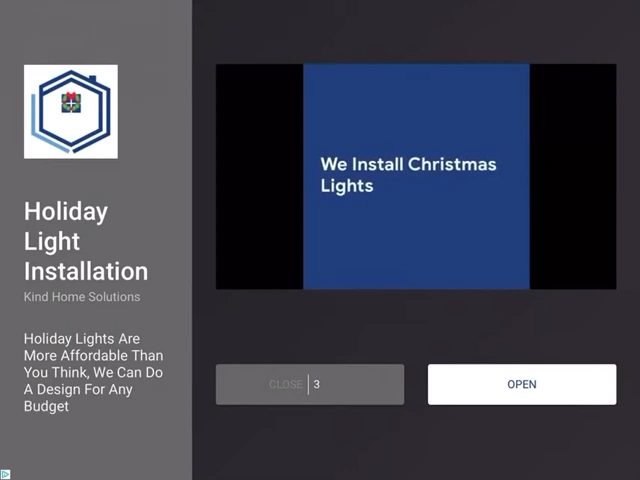 Holiday
Light
Installation
Kind Home Solutions
Holiday Lights Are
More Affordable Than
You Think, We Can Do
A Design For Any
Budget
We Install Christmas
Lights
CLOSE 3
OPEN